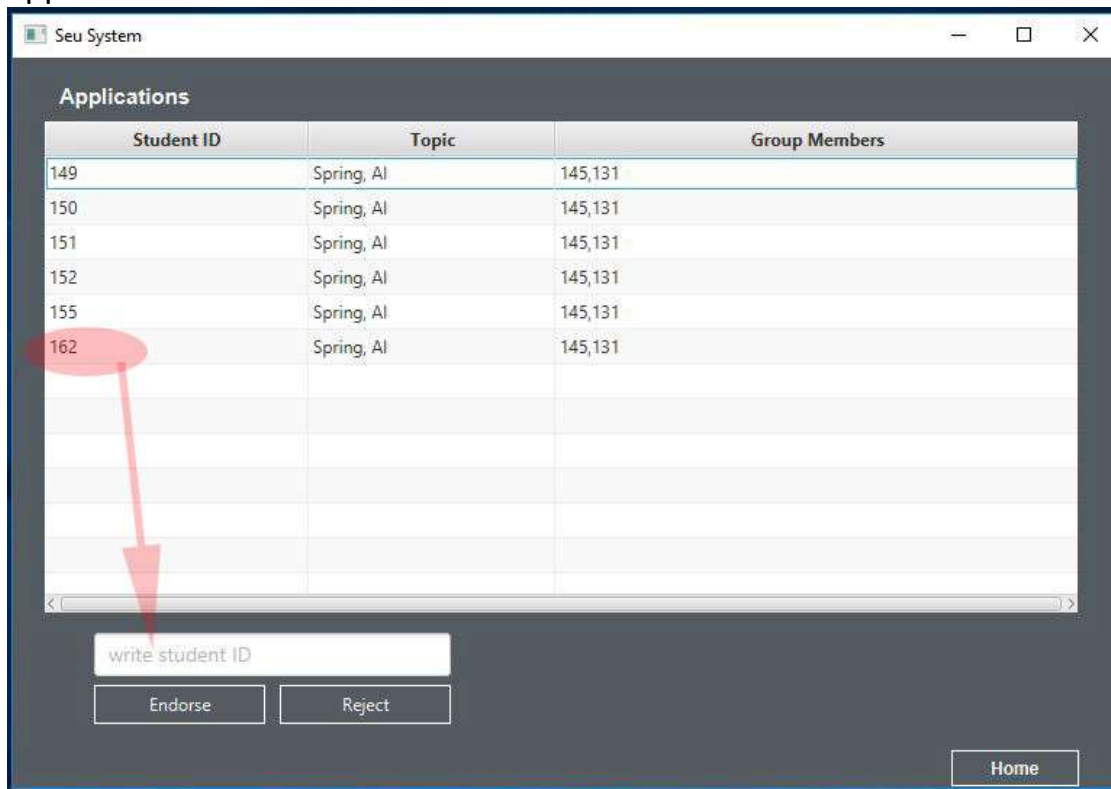 Seu System
Applications
Student ID Topic Group Members
149 Spring, AI 145,131
150 Spring, AI 145,131
151 Spring, AI 145,131
152 Spring, AI 145,131
155 Spring, AI 145,131
162 Spring, AI 145,131
write student ID
Endorse Reject
Home